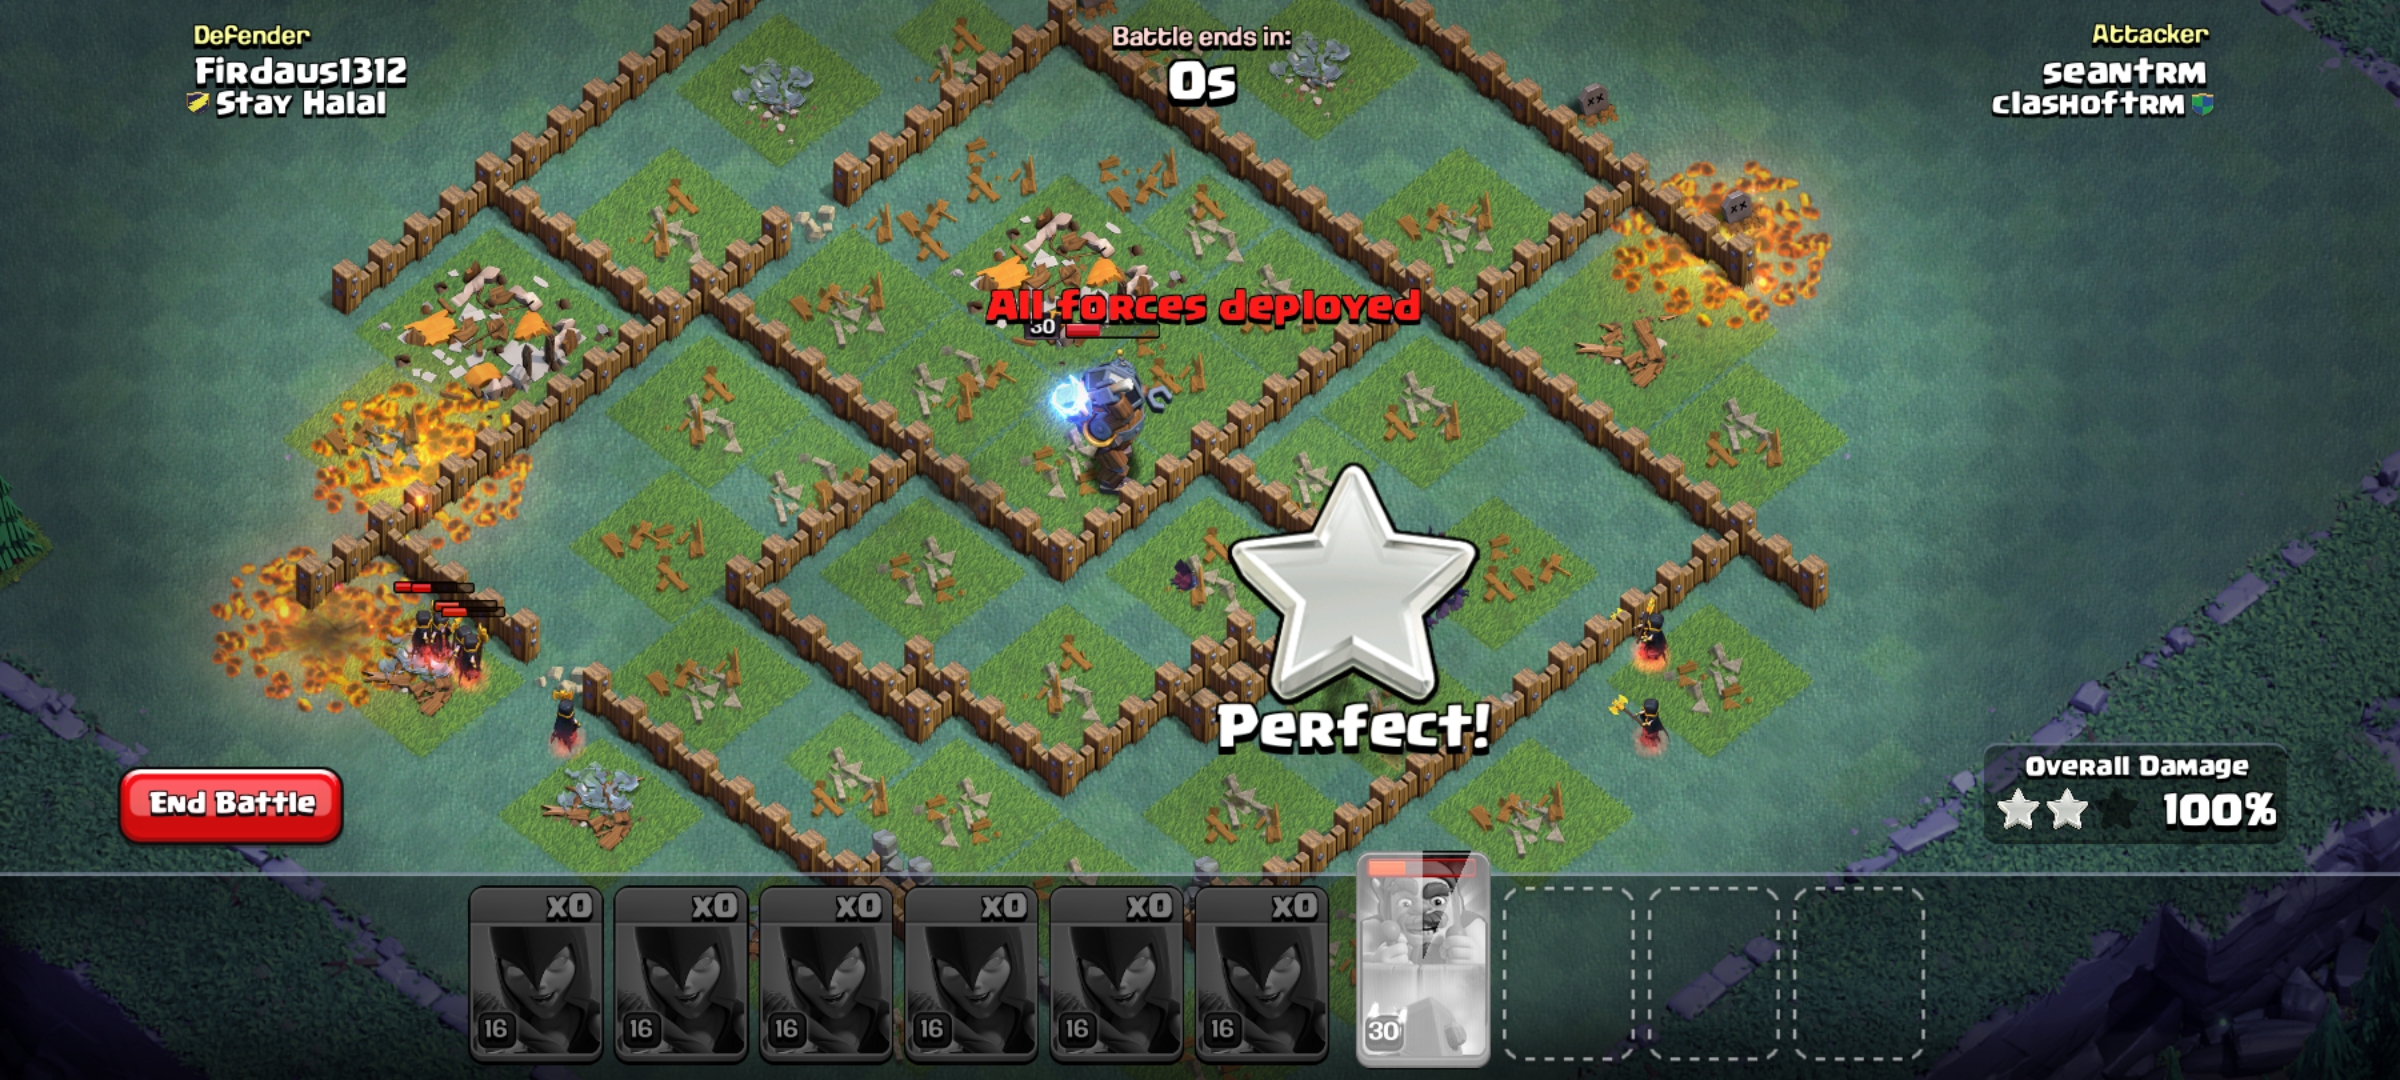 Defender
Firdaus1312
Stay Halal
Battle ends in:
0s
Attacker
seantRM
clashoftRM
All forces deployed
30
Perfect!
End Battle
Overall Damage
100%
x0
x0
x0
x0
x0
x0
16
16
16
16
16
16
30